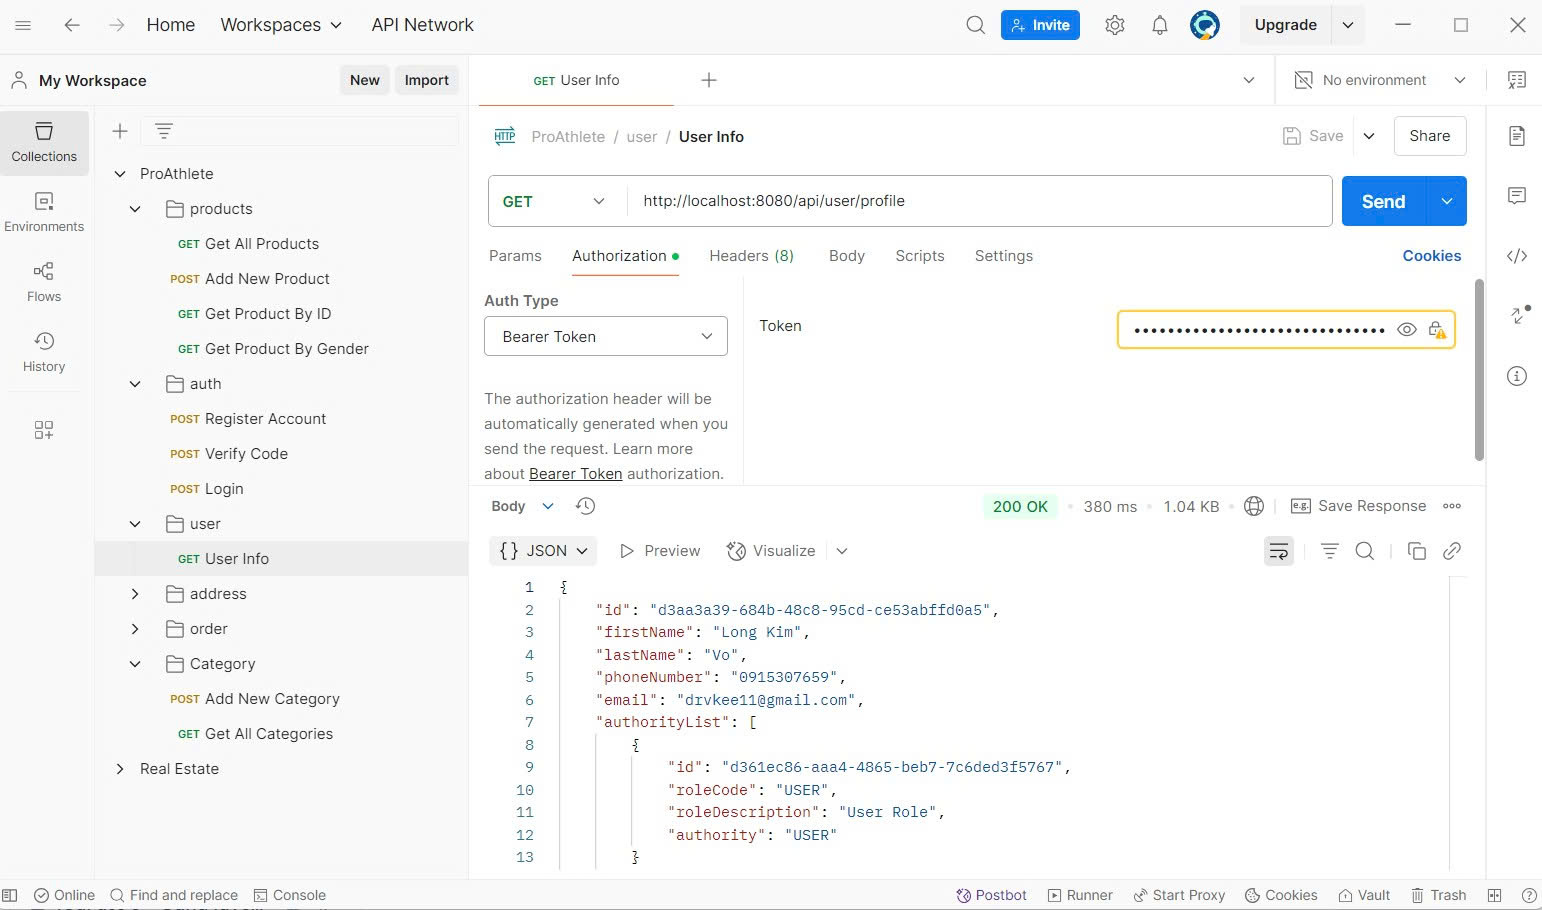 Home Workspaces API Network Invite Upgrade
My Workspace New Import GET User Info No environment
Collections
Environments
Flows
History
ProAthlete
products
GET Get All Products
POST Add New Product
GET Get Product By ID
GET Get Product By Gender
auth
POST Register Account
POST Verify Code
POST Login
user
GET User Info
address
order
Category
POST Add New Category
GET Get All Categories
Real Estate
HTTP ProAthlete / user / User Info Save Share
GET http://localhost:8080/api/user/profile Send
Params Authorization Headers (8) Body Scripts Settings Cookies
Auth Type
Bearer Token
Token
••••••••••••••••••••••••••••••
The authorization header will be
automatically generated when you
send the request. Learn more
about Bearer Token authorization.
Body 200 OK • 380 ms • 1.04 KB e.g. Save Response
{} JSON Preview Visualize
1 {
2 "id": "d3aa3a39-684b-48c8-95cd-ce53abffd0a5",
3 "firstName": "Long Kim",
4 "lastName": "Vo",
5 "phoneNumber": "0915307659",
6 "email": "drvkee11@gmail.com",
7 "authorityList": [
8 {
9 "id": "d361ec86-aaa4-4865-beb7-7c6ded3f5767",
10 "roleCode": "USER",
11 "roleDescription": "User Role",
12 "authority": "USER"
13 }
Online Find and replace Console Postbot Runner Start Proxy Cookies Vault Trash